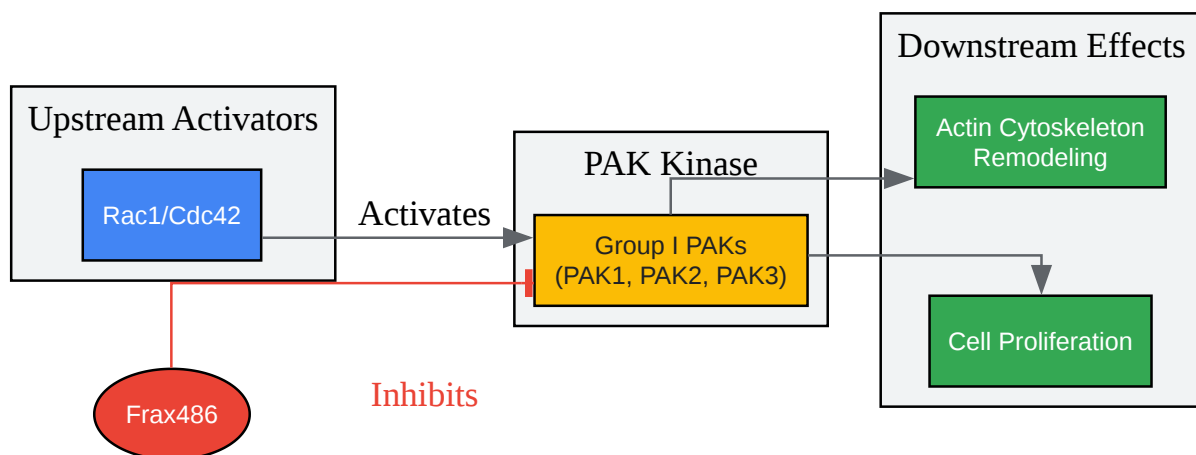 Upstream Activators
Rac1/Cdc42
Activates
PAK Kinase
Group I PAKs
(PAK1, PAK2, PAK3)
Downstream Effects
Actin Cytoskeleton
Remodeling
Cell Proliferation
Frax486
Inhibits